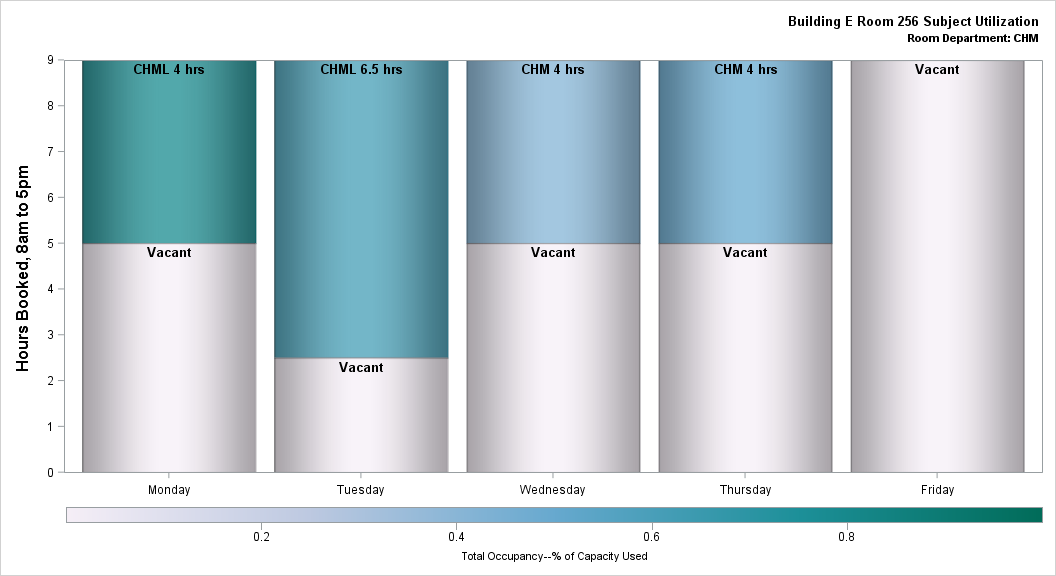 Building E Room 256 Subject Utilization
Room Department: CHM
Hours Booked, 8am to 5pm
9
8
7
6
5
4
3
2
1
0
CHML 4 hrs
CHML 6.5 hrs
CHM 4 hrs
CHM 4 hrs
Vacant
Vacant
Vacant
Vacant
Vacant
Monday
Tuesday
Wednesday
Thursday
Friday
0.2
0.4
0.6
0.8
Total Occupancy--% of Capacity Used